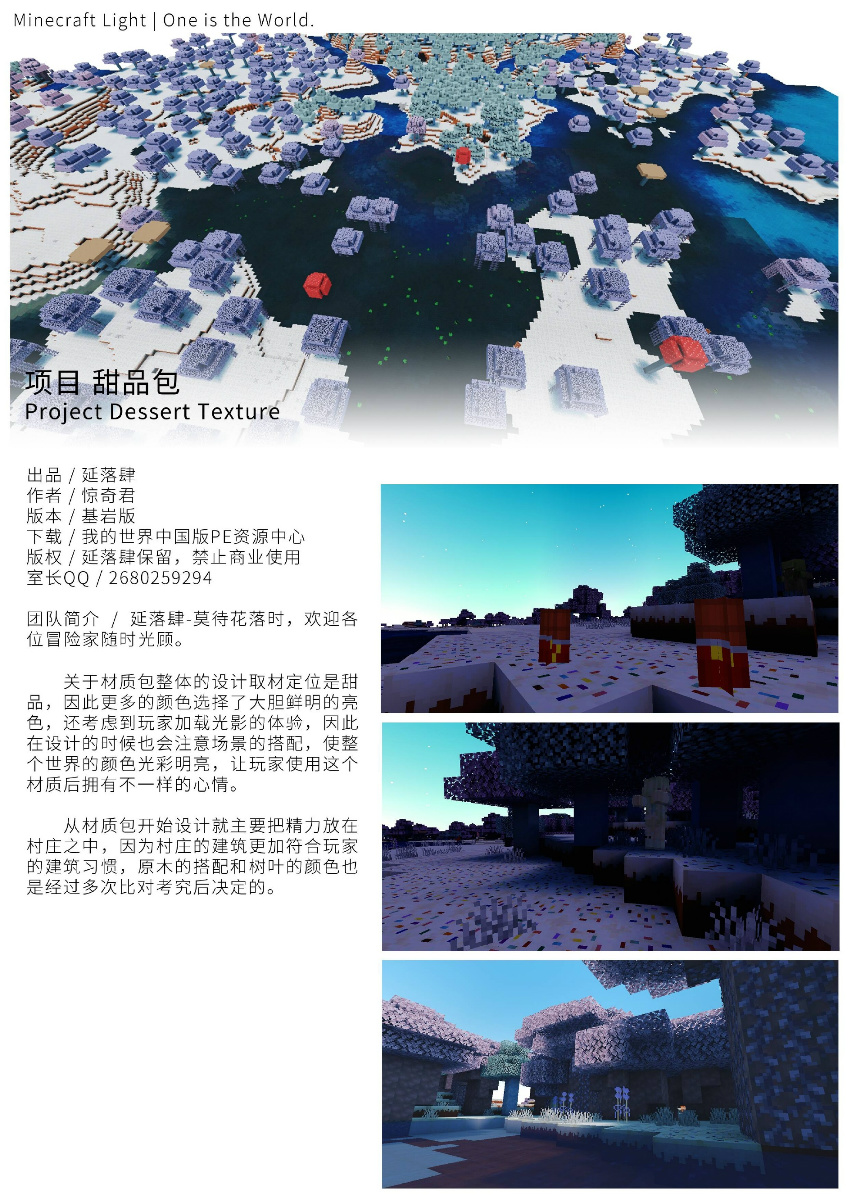 Minecraft Light | One is the World.
项目 甜品包
Project Dessert Texture
出品 / 延落肆
作者 / 惊奇君
版本 / 基岩版
下载 / 我的世界中国版PE资源中心
版权 / 延落肆保留，禁止商业使用
室长QQ / 2680259294
团队简介 / 延落肆-莫待花落时，欢迎各
位冒险家随时光顾。
关于材质包整体的设计取材定位是甜
品，因此更多的颜色选择了大胆鲜明的亮
色，还考虑到玩家加载光影的体验，因此
在设计的时候也会注意场景的搭配，使整
个世界的颜色光彩明亮，让玩家使用这个
材质后拥有不一样的心情。
从材质包开始设计就主要把精力放在
村庄之中，因为村庄的建筑更加符合玩家
的建筑习惯，原木的搭配和树叶的颜色也
是经过多次比对考究后决定的。